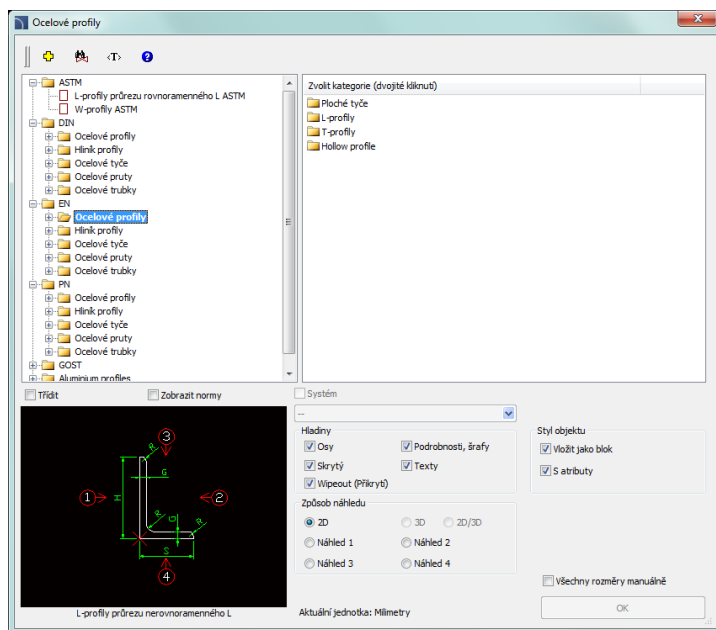 Ocelové profily
<T>
ASTM
L-profily průřezu rovnoramenného L ASTM
W-profily ASTM
DIN
Ocelové profily
Hliník profily
Ocelové tyče
Ocelové pruty
Ocelové trubky
EN
Ocelové profily
Hliník profily
Ocelové tyče
Ocelové pruty
Ocelové trubky
PN
Ocelové profily
Hliník profily
Ocelové tyče
Ocelové pruty
Ocelové trubky
GOST
Aluminium profiles
Zvolit kategorie (dvojité kliknutí)
Ploché tyče
L-profily
T-profily
Hollow profile
Třídit
Zobrazit normy
Systém
--
Hladiny
Osy
Podrobnosti, šrafy
Skrytý
Texty
Wipeout (Přikrytí)
Styl objektu
Vložit jako blok
S atributy
Způsob náhledu
2D
3D
2D/3D
Náhled 1
Náhled 2
Náhled 3
Náhled 4
3
R
G
1
H
2
R
G
R
S
4
L-profily průřezu nerovnoramenného L
Aktuální jednotka: Milimetry
Všechny rozměry manuálně
OK